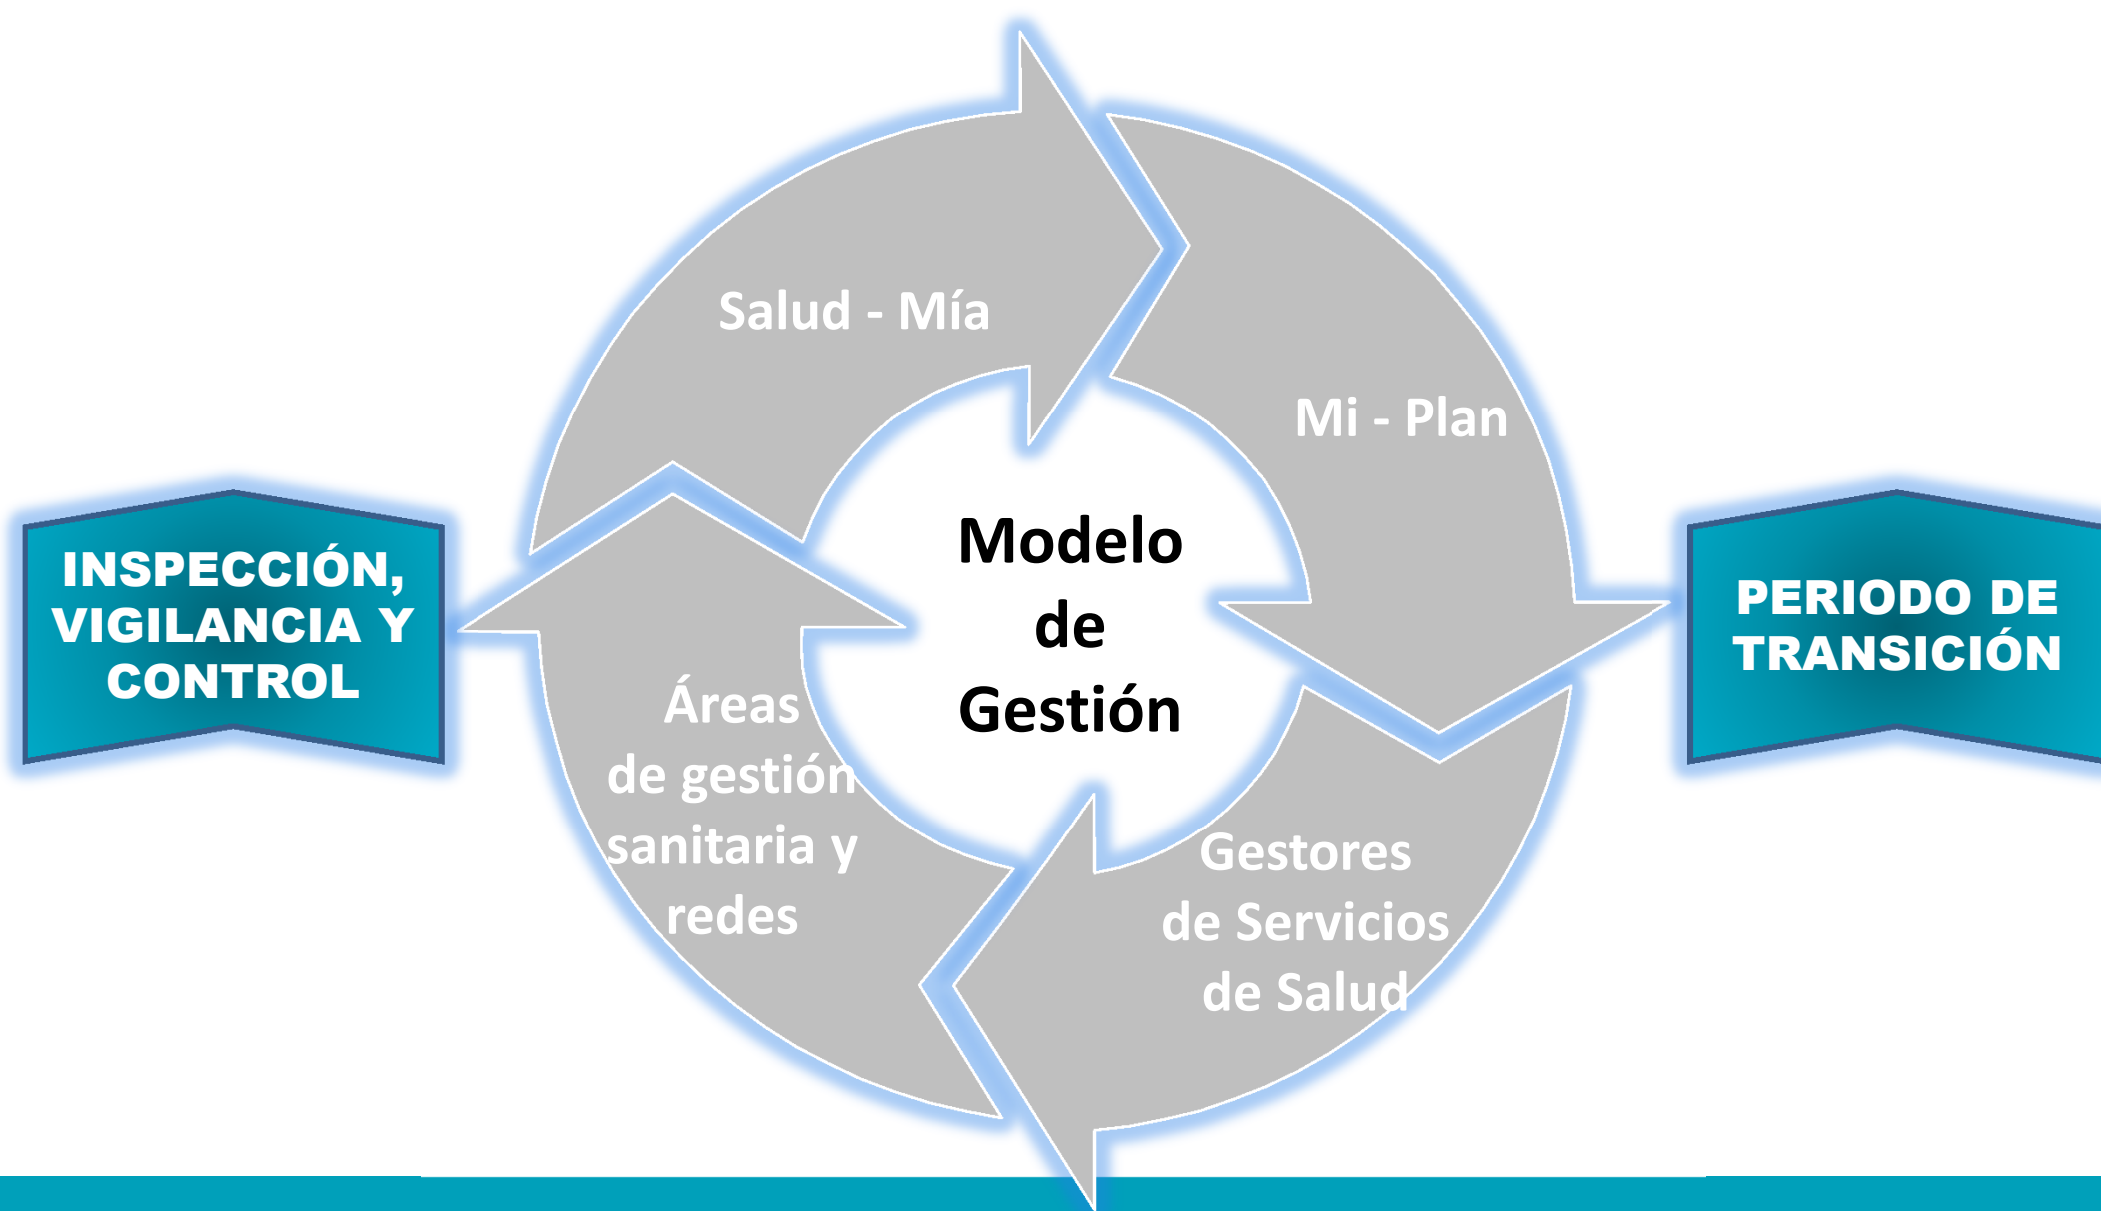 Salud - Mía
Mi - Plan
INSPECCIÓN,
VIGILANCIA Y
CONTROL
Modelo
de
Gestión
PERIODO DE
TRANSICIÓN
Áreas
de gestión
sanitaria y
redes
Gestores
de Servicios
de Salud